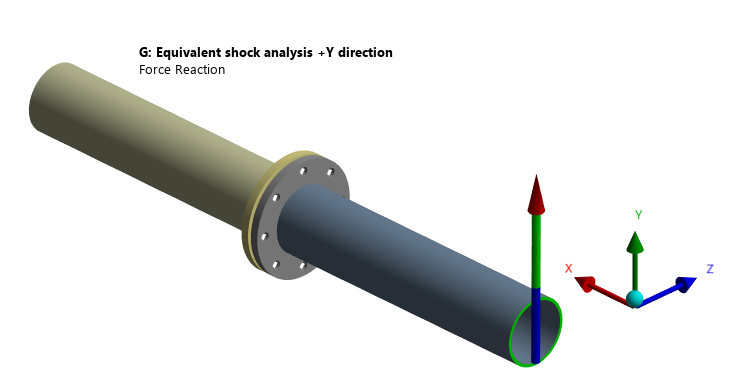 G: Equivalent shock analysis +Y direction
Force Reaction
Y
X
Z